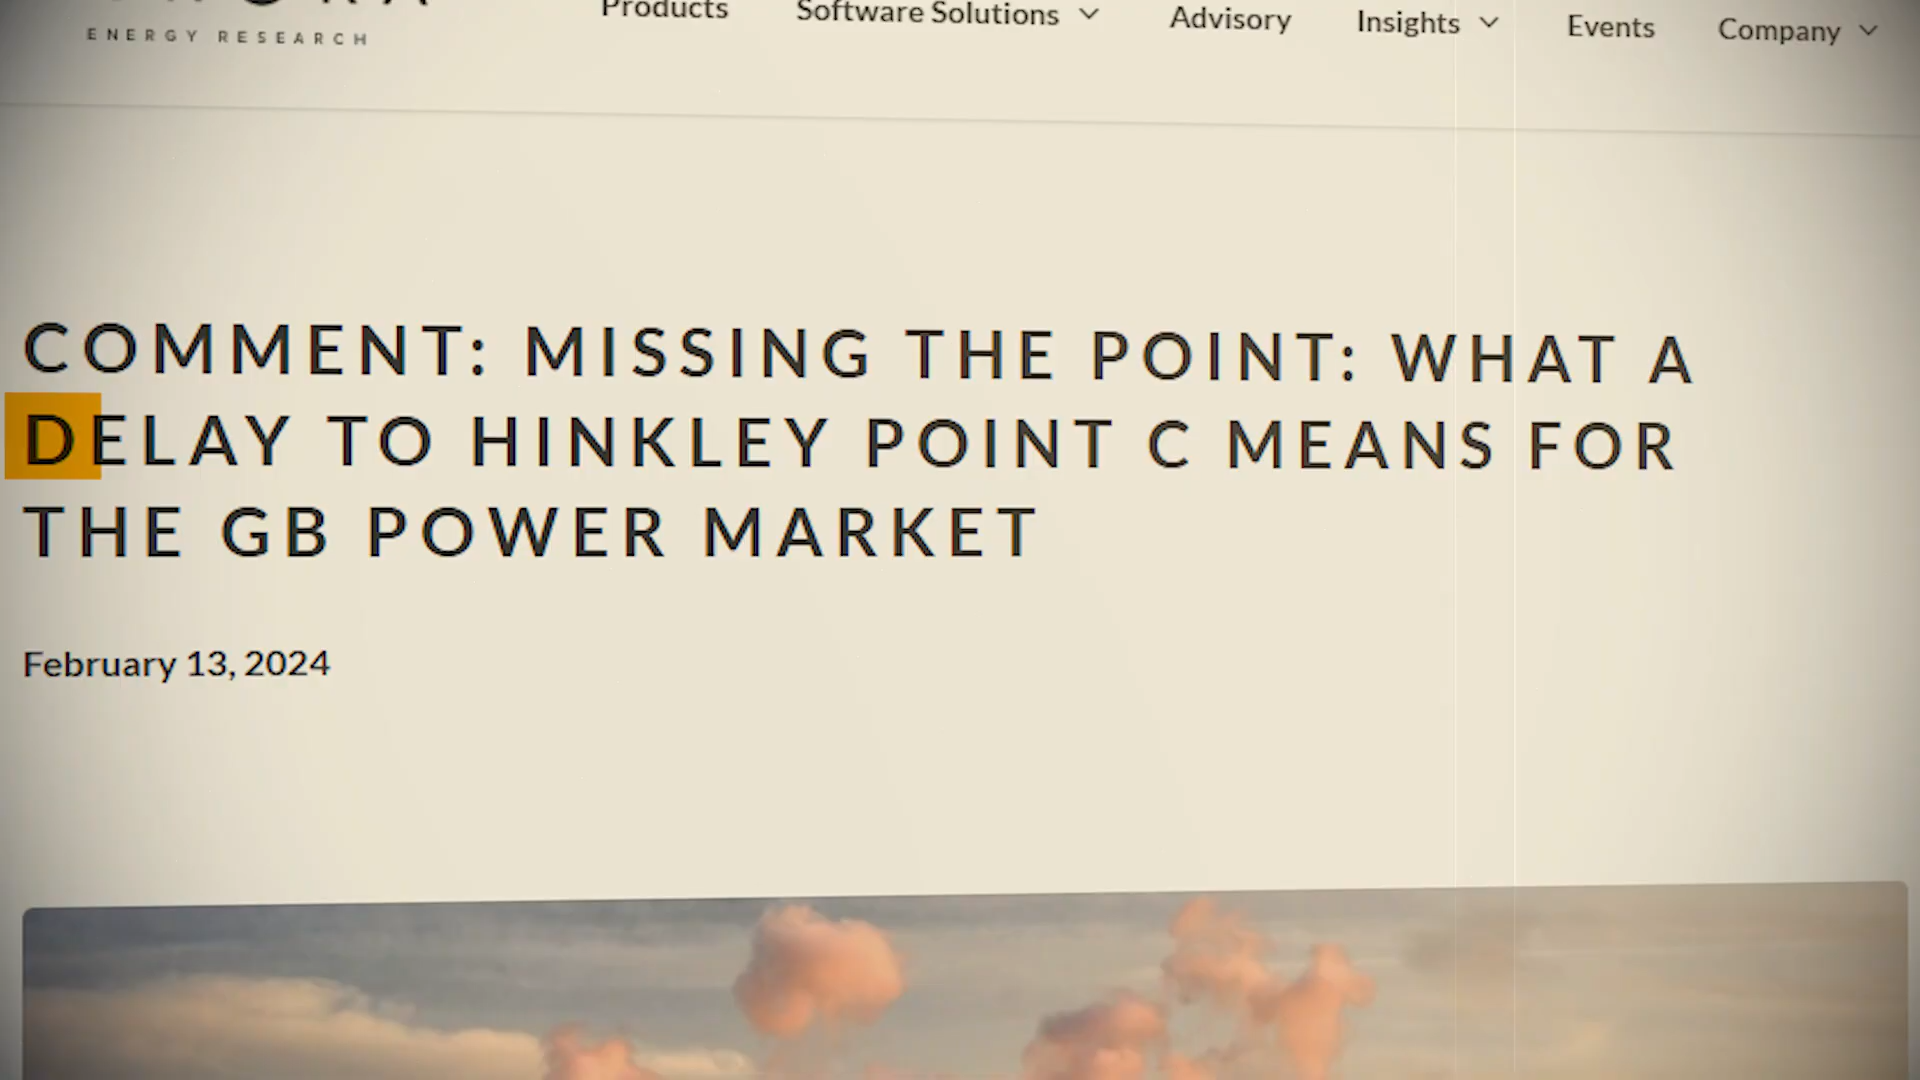 Products Software Solutions Advisory Insights Events Company
ENERGY RESEARCH
COMMENT: MISSING THE POINT: WHAT A
DELAY TO HINKLEY POINT C MEANS FOR
THE GB POWER MARKET
February 13, 2024